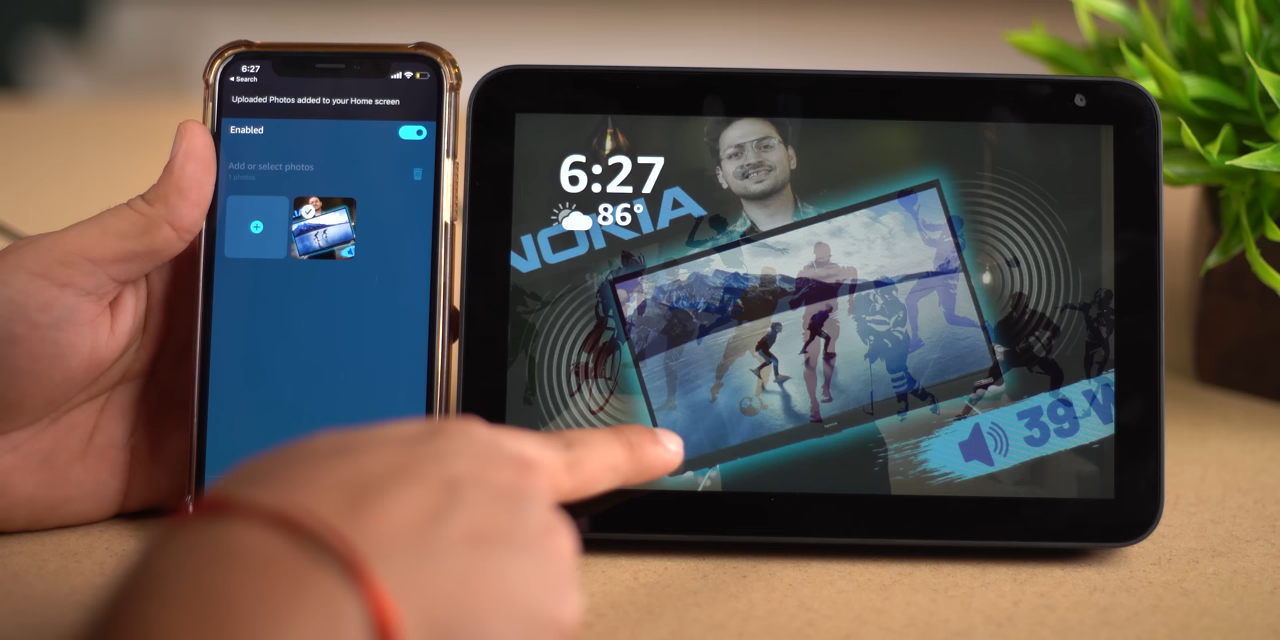 6:27
Search
Uploaded Photos added to your Home screen
Enabled
Add or select photos
1 photos
6:27
86°
NOKIA
39 W